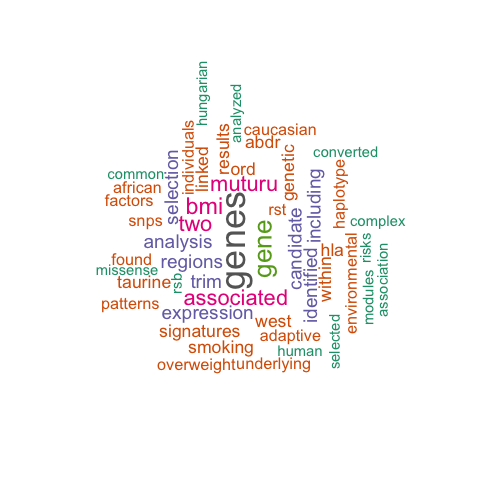 hungarian
analyzed
individuals
results
caucasian
abdr
linked
ord
genetic
converted
common
african
factors
selection
muturu
bmi
two
rst
haplotype
snps
genes
gene
candidate
including
identified
complex
analysis
hla
found
regions
within
environmental
risks
missense
taurine
rsb
trim
modules
association
patterns
associated
expression
west
signatures
adaptive
smoking
human
selected
overweight
underlying